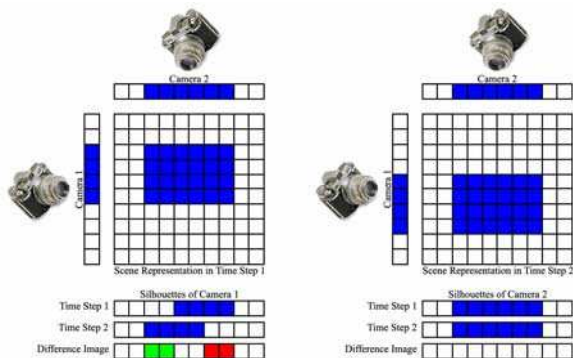 Camera 2
Camera 1
Scene Representation in Time Step 1
Camera 2
Camera 1
Scene Representation in Time Step 2
Silhouettes of Camera 1
Time Step 1
Time Step 2
Difference Image
Silhouettes of Camera 2
Time Step 1
Time Step 2
Difference Image